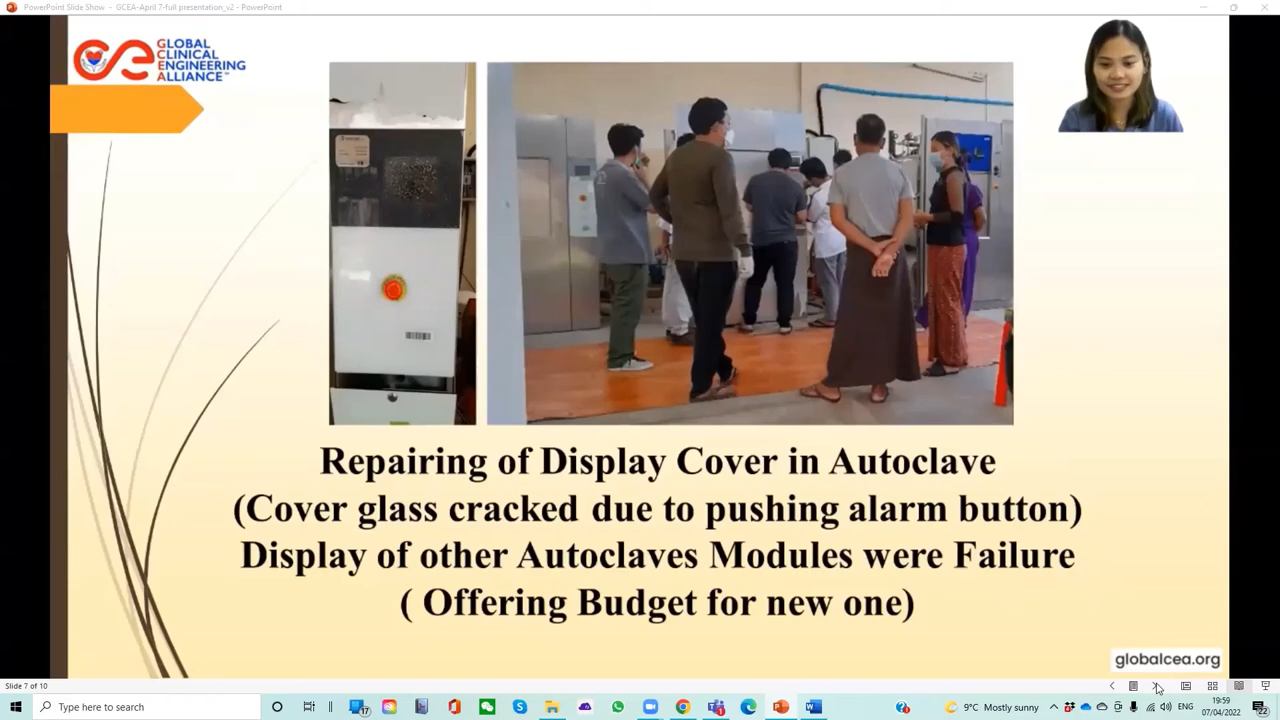 PowerPoint Slide Show - GCEA-April 7-full presentation_v2 - PowerPoint
GLOBAL
CLINICAL
ENGINEERING
ALLIANCE™
Repairing of Display Cover in Autoclave
(Cover glass cracked due to pushing alarm button)
Display of other Autoclaves Modules were Failure
( Offering Budget for new one)
globalcea.org
Slide 7 of 10
Type here to search
17
9°C Mostly sunny
ENG
19:59
07/04/2022
22